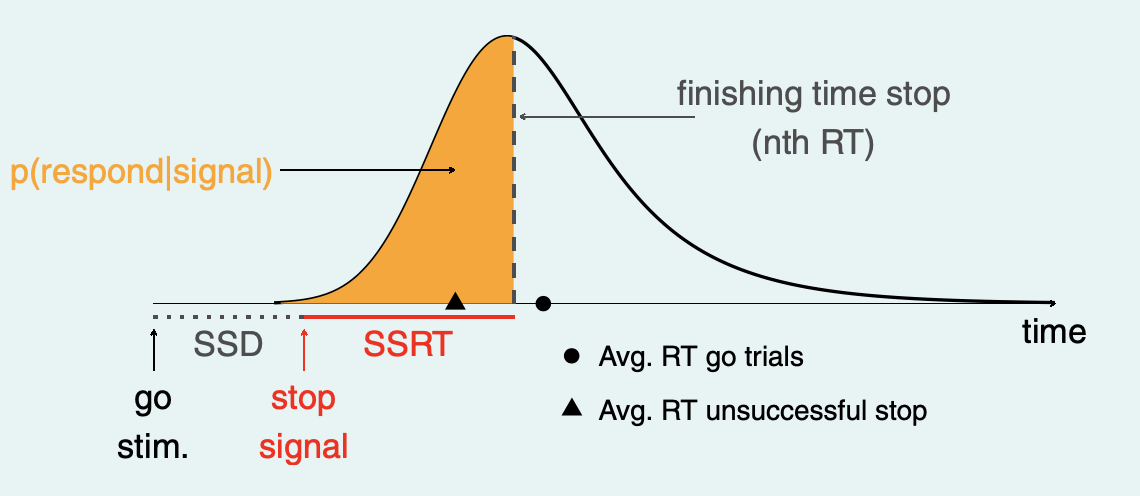 finishing time stop
(nth RT)
p(respond|signal)
time
SSD
SSRT
go
stim.
stop
signal
Avg. RT go trials
Avg. RT unsuccessful stop